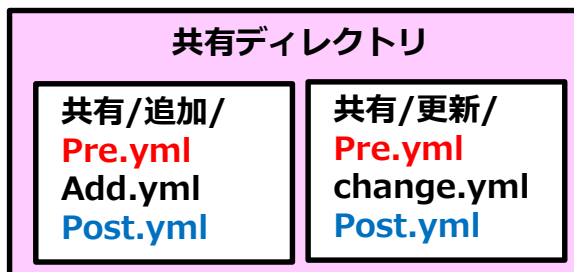 共有ディレクトリ
共有/追加/
Pre.yml
Add.yml
Post.yml
共有/更新/
Pre.yml
change.yml
Post.yml